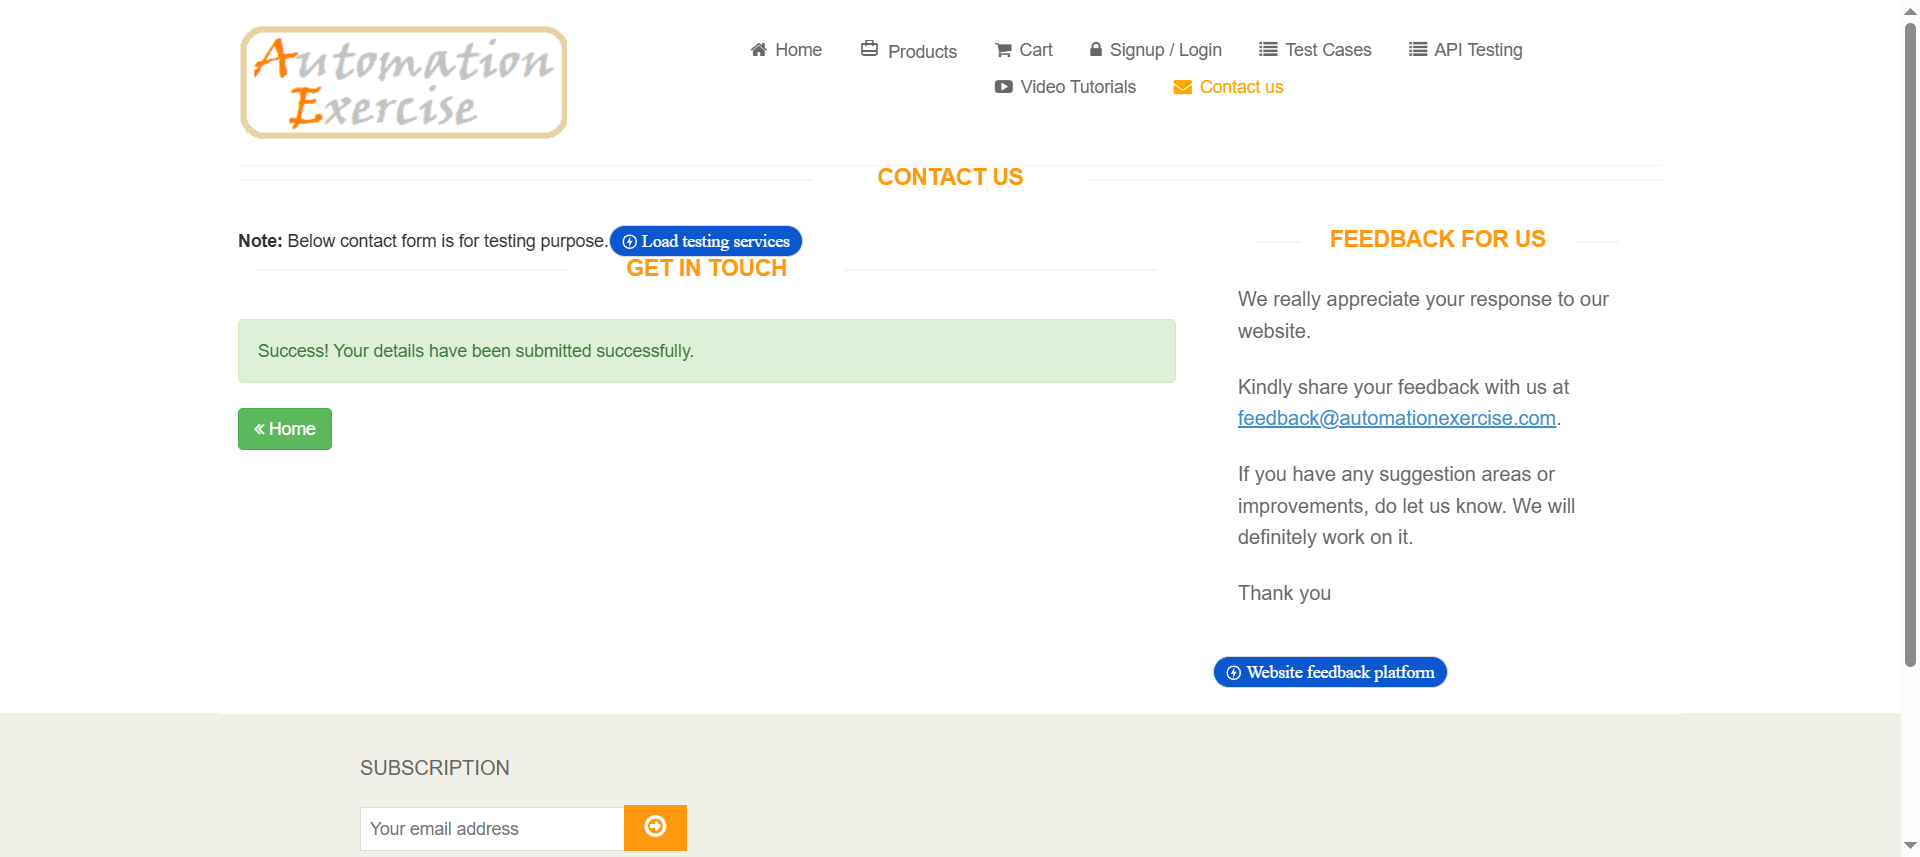 Automation
Exercise
Home
Products
Cart
Signup / Login
Test Cases
API Testing
Video Tutorials
Contact us
CONTACT US
Note: Below contact form is for testing purpose.
Load testing services
GET IN TOUCH
Success! Your details have been submitted successfully.
« Home
FEEDBACK FOR US
We really appreciate your response to our
website.
Kindly share your feedback with us at
feedback@automationexercise.com.
If you have any suggestion areas or
improvements, do let us know. We will
definitely work on it.
Thank you
Website feedback platform
SUBSCRIPTION
Your email address